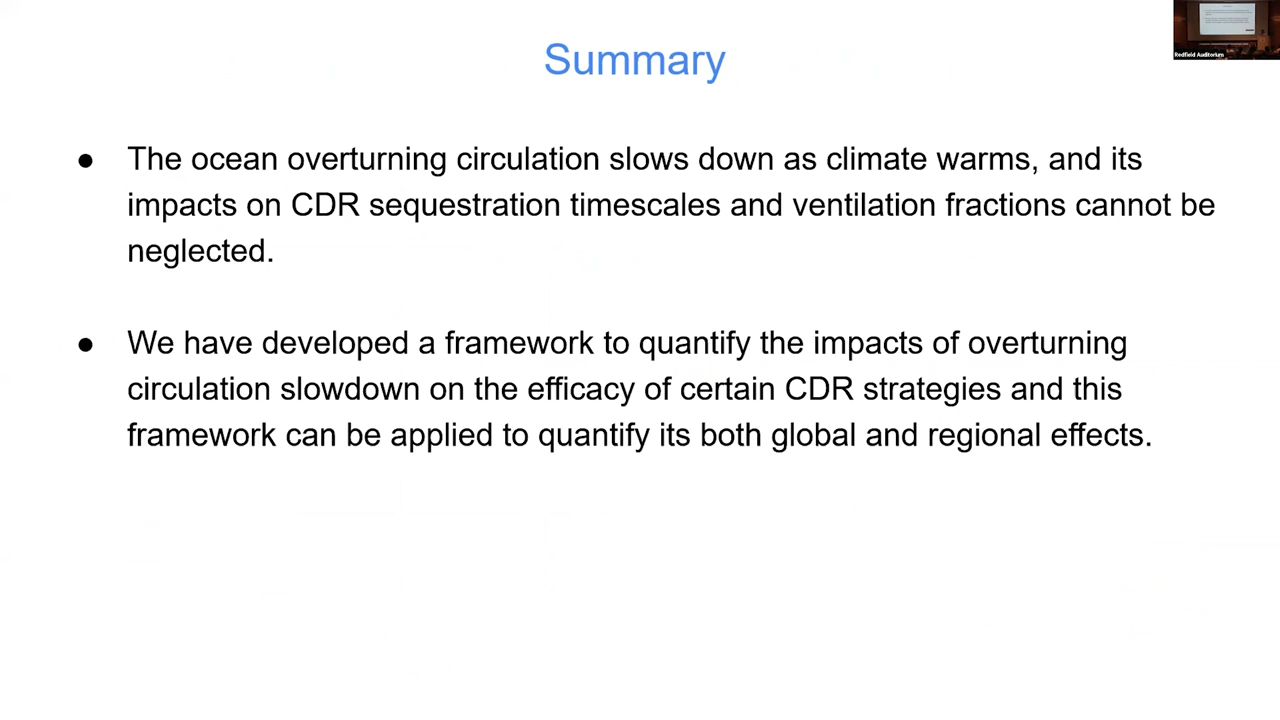 Summary
Redfield Auditorium
● The ocean overturning circulation slows down as climate warms, and its
impacts on CDR sequestration timescales and ventilation fractions cannot be
neglected.
● We have developed a framework to quantify the impacts of overturning
circulation slowdown on the efficacy of certain CDR strategies and this
framework can be applied to quantify its both global and regional effects.